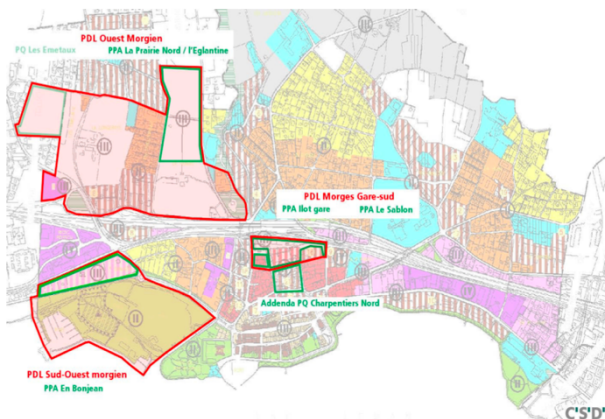 PDL Ouest Morgien
PQ Les Emetaux
PPA La Prairie Nord / l'Eglantine
PDL Morges Gare-sud
PPA Ilot gare
PPA Le Sablon
Addenda PQ Charpentiers Nord
PDL Sud-Ouest morgien
PPA En Bonjean
C'S'D'